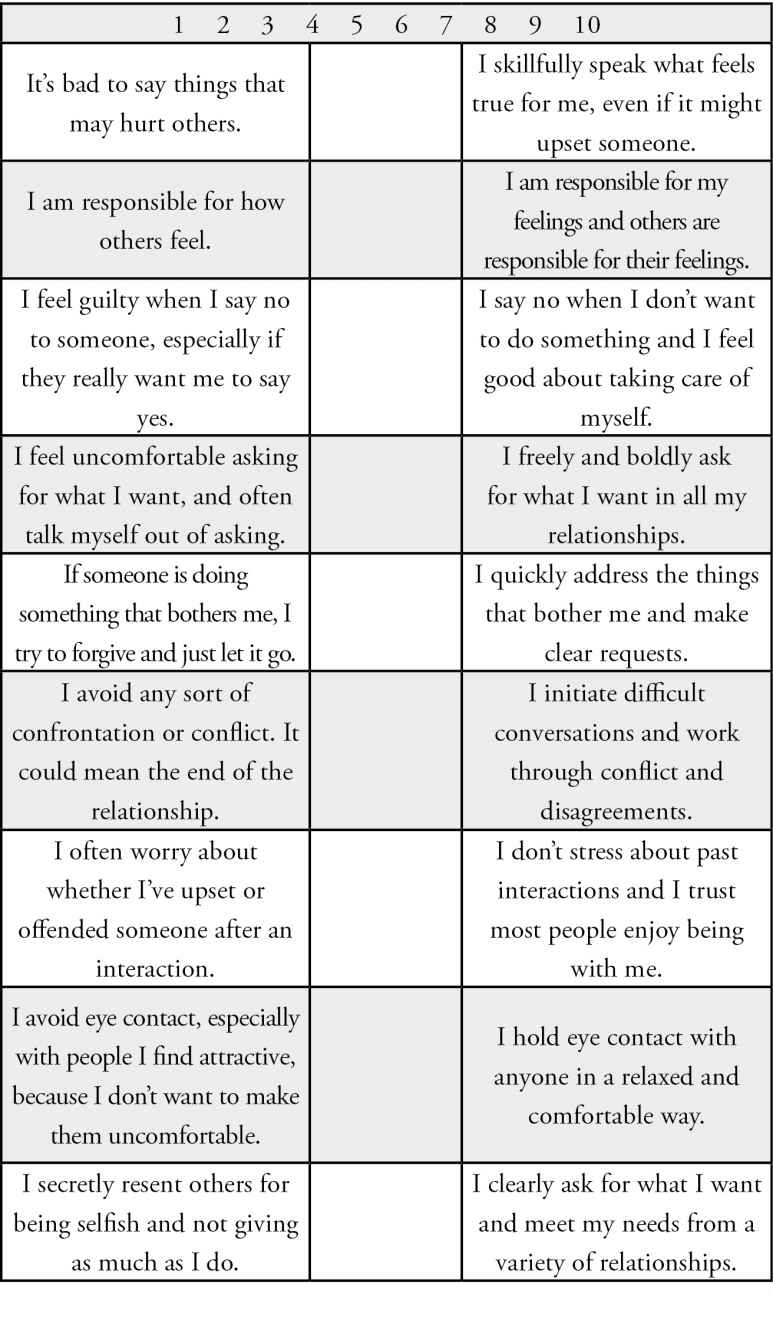 1 2 3 4 5 6 7 8 9 10
It’s bad to say things that
may hurt others.
I skillfully speak what feels
true for me, even if it might
upset someone.
I am responsible for how
others feel.
I am responsible for my
feelings and others are
responsible for their feelings.
I feel guilty when I say no
to someone, especially if
they really want me to say
yes.
I say no when I don’t want
to do something and I feel
good about taking care of
myself.
I feel uncomfortable asking
for what I want, and often
talk myself out of asking.
I freely and boldly ask
for what I want in all my
relationships.
If someone is doing
something that bothers me, I
try to forgive and just let it go.
I quickly address the things
that bother me and make
clear requests.
I avoid any sort of
confrontation or conflict. It
could mean the end of the
relationship.
I initiate difficult
conversations and work
through conflict and
disagreements.
I often worry about
whether I’ve upset or
offended someone after an
interaction.
I don’t stress about past
interactions and I trust
most people enjoy being
with me.
I avoid eye contact, especially
with people I find attractive,
because I don’t want to make
them uncomfortable.
I hold eye contact with
anyone in a relaxed and
comfortable way.
I secretly resent others for
being selfish and not giving
as much as I do.
I clearly ask for what I want
and meet my needs from a
variety of relationships.